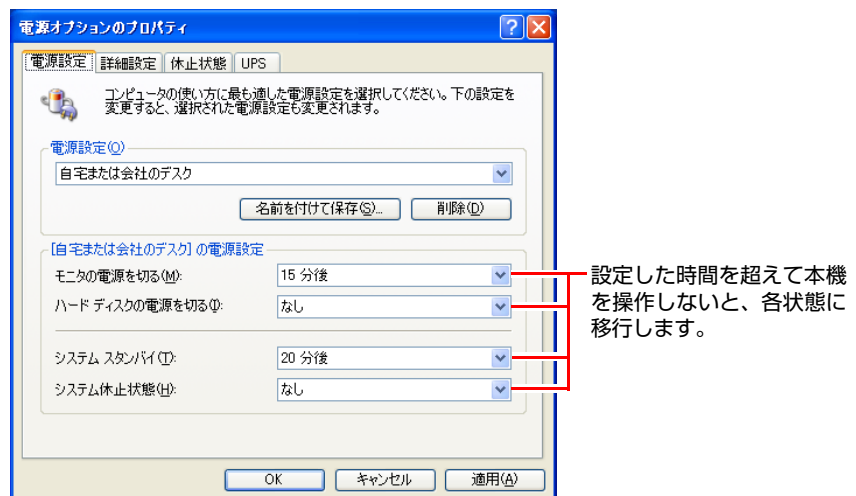 電源オプションのプロパティ
電源設定 詳細設定 休止状態 UPS
コンピュータの使い方に最も適した電源設定を選択してください。下の設定を
変更すると、選択された電源設定も変更されます。
電源設定(O)
自宅または会社のデスク
名前を付けて保存(S)... 削除(D)
[自宅または会社のデスク] の電源設定
モニタの電源を切る(M): 15 分後
ハード ディスクの電源を切る(I): なし
システム スタンバイ(T): 20 分後
システム休止状態(H): なし
設定した時間を超えて本機
を操作しないと、各状態に
移行します。
OK キャンセル 適用(A)